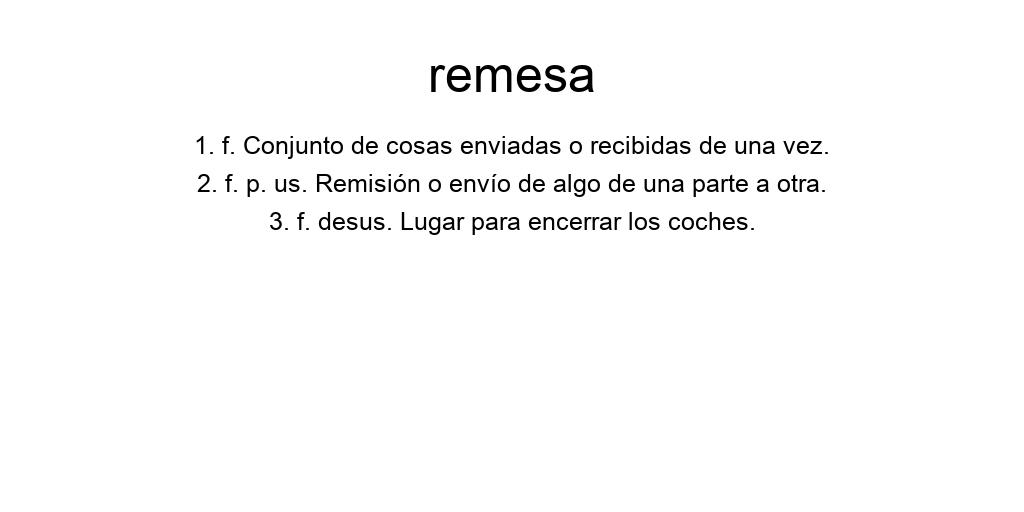 remesa
1. f. Conjunto de cosas enviadas o recibidas de una vez.
2. f. p. us. Remisión o envío de algo de una parte a otra.
3. f. desus. Lugar para encerrar los coches.